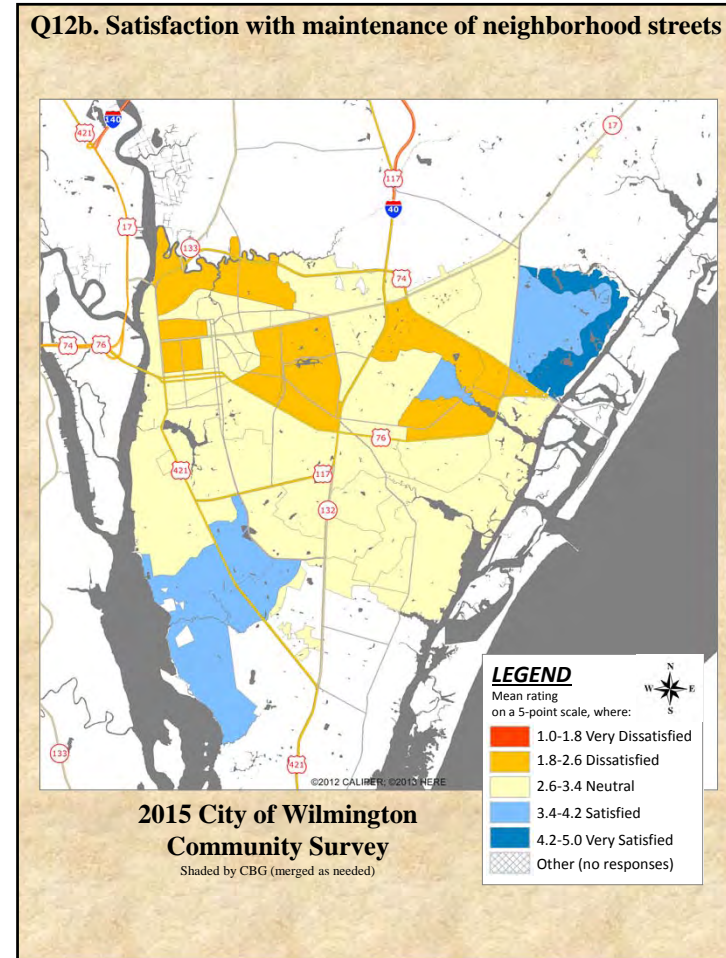 Q12b. Satisfaction with maintenance of neighborhood streets
140
421
17
117
17
40
133
74
74
76
76
421
117
132
133
421
©2012 CALIPER; ©2013 HERE
LEGEND
Mean rating
on a 5-point scale, where:
N
W E
S
1.0-1.8 Very Dissatisfied
1.8-2.6 Dissatisfied
2.6-3.4 Neutral
3.4-4.2 Satisfied
4.2-5.0 Very Satisfied
Other (no responses)
2015 City of Wilmington
Community Survey
Shaded by CBG (merged as needed)